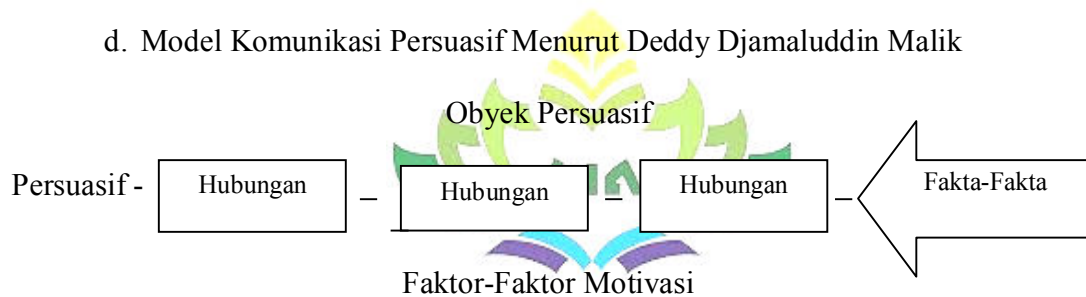 d. Model Komunikasi Persuasif Menurut Deddy Djamaluddin Malik
Obyek Persuasif
Persuasif - Hubungan – Hubungan – Hubungan – Fakta-Fakta
Faktor-Faktor Motivasi